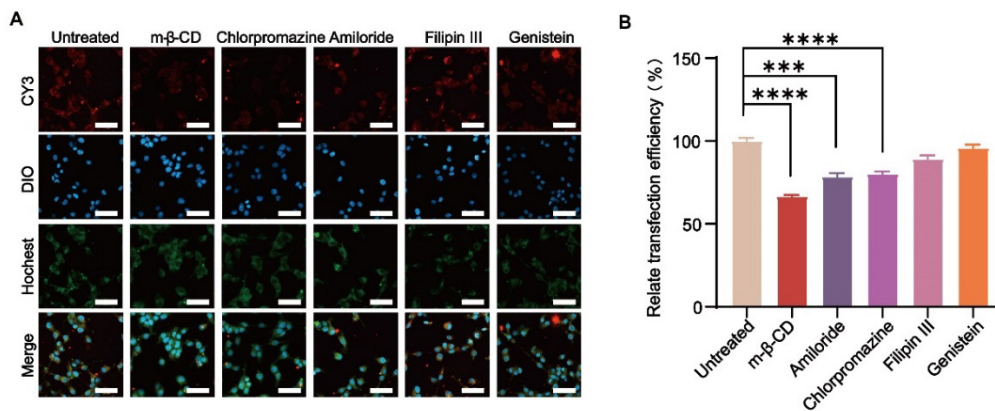 A
Untreated m-β-CD Chlorpromazine Amiloride Filipin III Genistein
CY3
DIO
Hochest
Merge
B
Relate transfection efficiency (%)
150
100
50
0
****
***
****
Untreated
m-β-CD
Amiloride
Chlorpromazine
Filipin III
Genistein